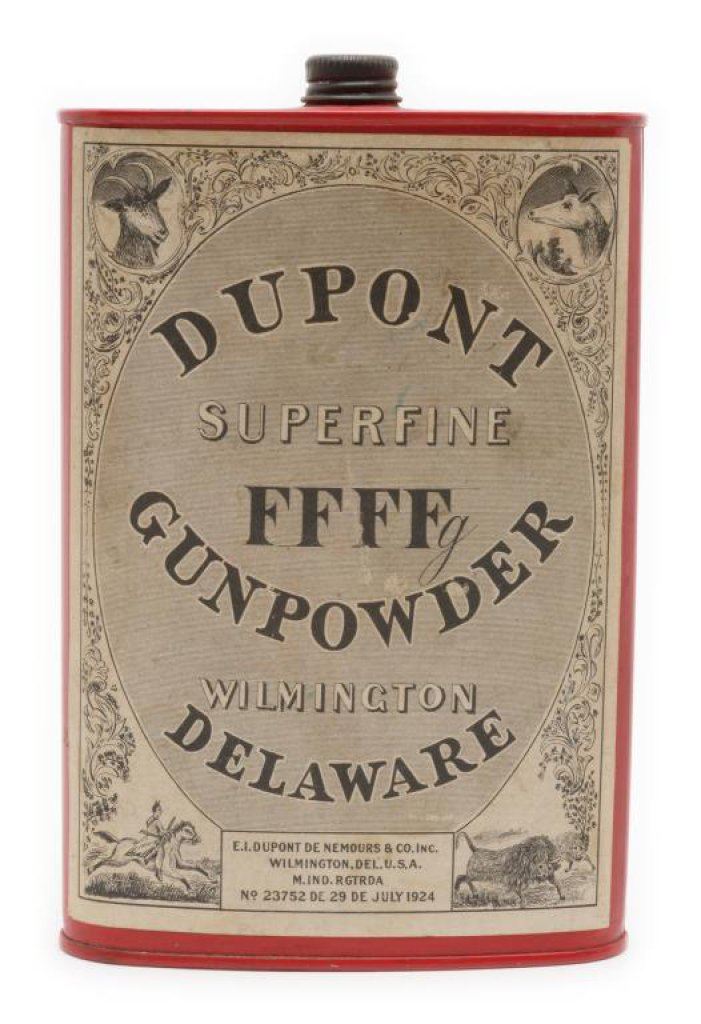 DUPONT
SUPERFINE
FFFFg
GUNPOWDER
WILMINGTON
DELAWARE
E.I. DUPONT DE NEMOURS & CO. INC.
WILMINGTON, DEL. U.S.A.
M. IND. RGTRDA
Nº 23752 DE 29 DE JULY 1924